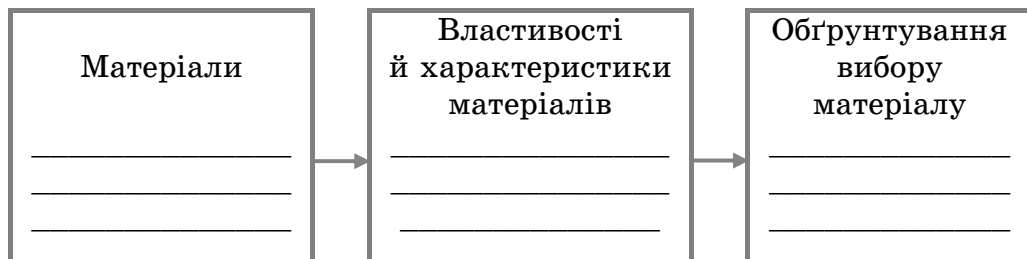 Матеріали
Властивості
й характеристики
матеріалів
Обґрунтування
вибору
матеріалу